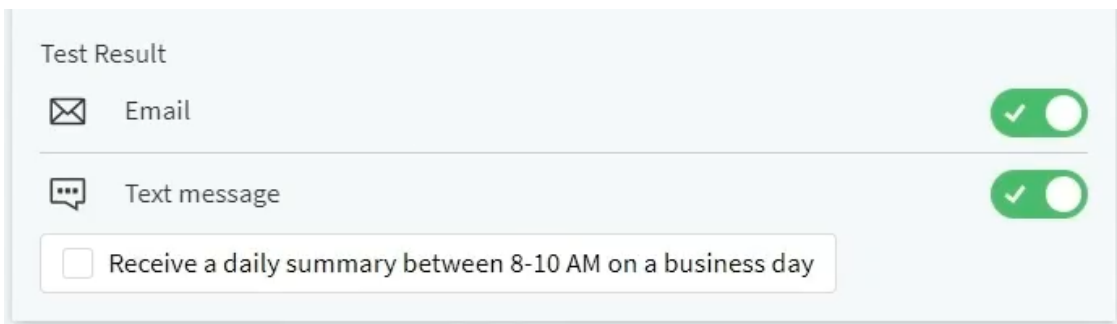 Test Result
Email
Text message
Receive a daily summary between 8-10 AM on a business day